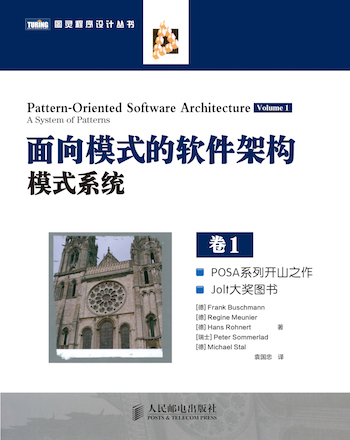 TURING 图灵程序设计丛书
Pattern-Oriented Software Architecture Volume 1
A System of Patterns
面向模式的软件架构
模式系统
卷1
POSA系列开山之作
Jolt大奖图书
[德] Frank Buschmann
[德] Regine Meunier
[德] Hans Rohnert 著
[瑞士] Peter Sommerlad
[德] Michael Stal
袁国忠 译
人民邮电出版社
POSTS & TELECOM PRESS